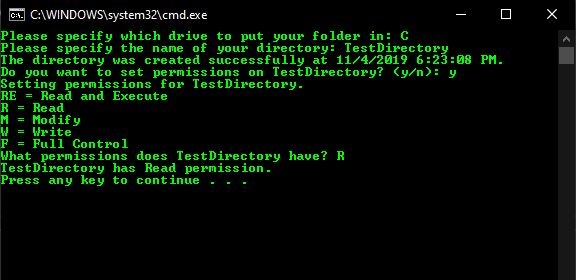 C:\WINDOWS\system32\cmd.exe
Please specify which drive to put your folder in: C
Please specify the name of your directory: TestDirectory
The directory was created successfully at 11/4/2019 6:23:08 PM.
Do you want to set permissions on TestDirectory? (y/n): y
Setting permissions for TestDirectory.
RE = Read and Execute
R = Read
M = Modify
W = Write
F = Full Control
What permissions does TestDirectory have? R
TestDirectory has Read permission.
Press any key to continue . . .